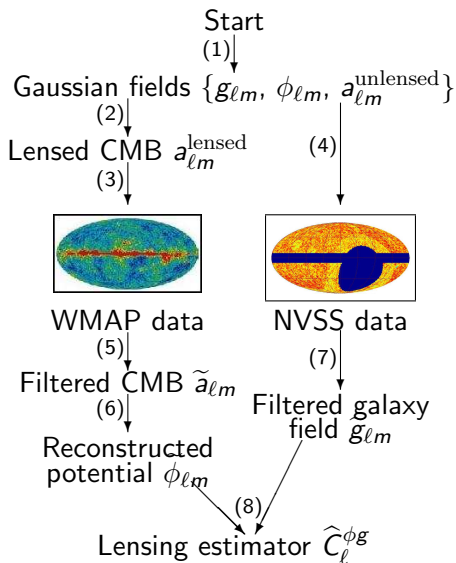 Start
(1)
Gaussian fields {gℓm, ϕℓm, aℓm^unlensed}
(2)
Lensed CMB aℓm^lensed
(4)
(3)
WMAP data
NVSS data
(5)
(7)
Filtered CMB ãℓm
(6)
Filtered galaxy
field g̃ℓm
Reconstructed
potential ϕ̃ℓm
(8)
Lensing estimator Ĉℓ^ϕg